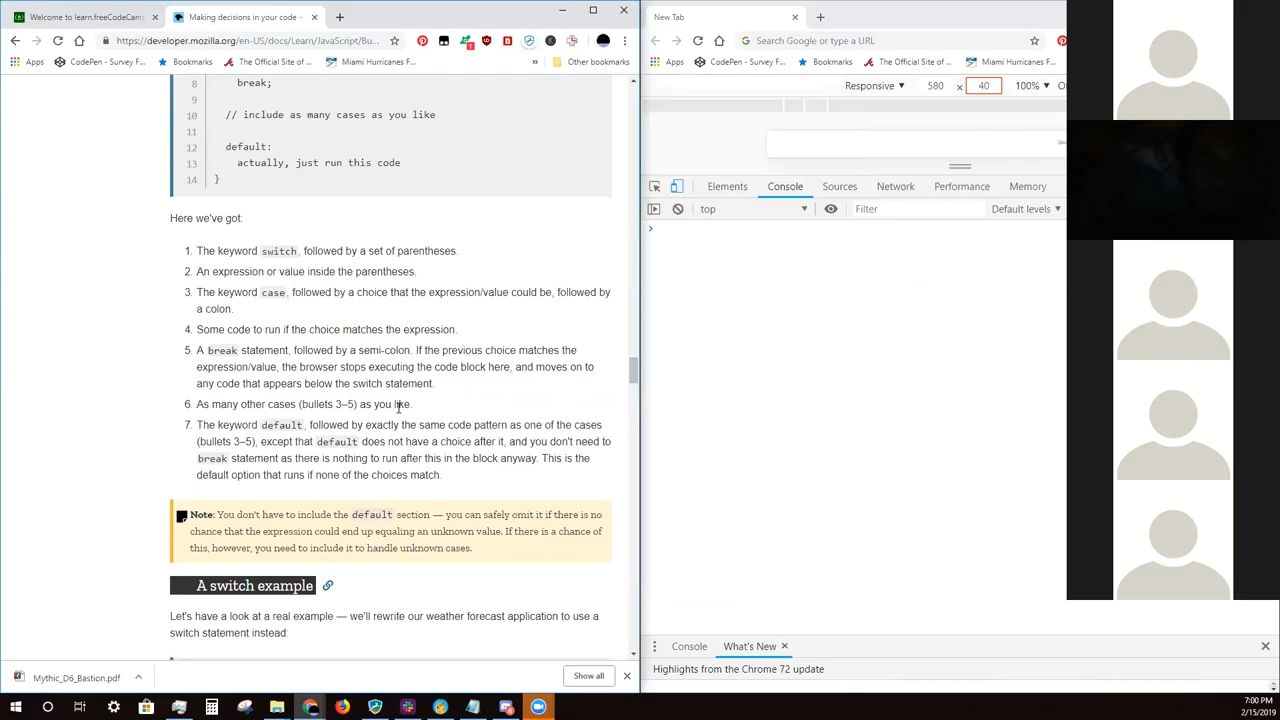 Welcome to learn.freeCodeCam
Making decisions in your code —
https://developer.mozilla.org/en-US/docs/Learn/JavaScript/Bu...
Apps
CodePen - Survey F...
Bookmarks
The Official Site of ...
Miami Hurricanes F...
»
Other bookmarks
8 break;
9
10 // include as many cases as you like
11
12 default:
13 actually, just run this code
14 }
Here we've got:
1. The keyword switch, followed by a set of parentheses.
2. An expression or value inside the parentheses.
3. The keyword case, followed by a choice that the expression/value could be, followed by
a colon.
4. Some code to run if the choice matches the expression.
5. A break statement, followed by a semi-colon. If the previous choice matches the
expression/value, the browser stops executing the code block here, and moves on to
any code that appears below the switch statement.
6. As many other cases (bullets 3–5) as you like.
7. The keyword default, followed by exactly the same code pattern as one of the cases
(bullets 3–5), except that default does not have a choice after it, and you don't need to
break statement as there is nothing to run after this in the block anyway. This is the
default option that runs if none of the choices match.
Note: You don't have to include the default section — you can safely omit it if there is no
chance that the expression could end up equaling an unknown value. If there is a chance of
this, however, you need to include it to handle unknown cases.
A switch example
Let's have a look at a real example — we'll rewrite our weather forecast application to use a
switch statement instead:
Mythic_D6_Bastion.pdf
Show all
New Tab
Search Google or type a URL
Apps
CodePen - Survey F...
Bookmarks
The Official Site of ...
Miami Hurricanes F
Responsive
580 × 40
100%
Elements
Console
Sources
Network
Performance
Memory
top
Filter
Default levels
Console
What's New
Highlights from the Chrome 72 update
7:00 PM
2/15/2019